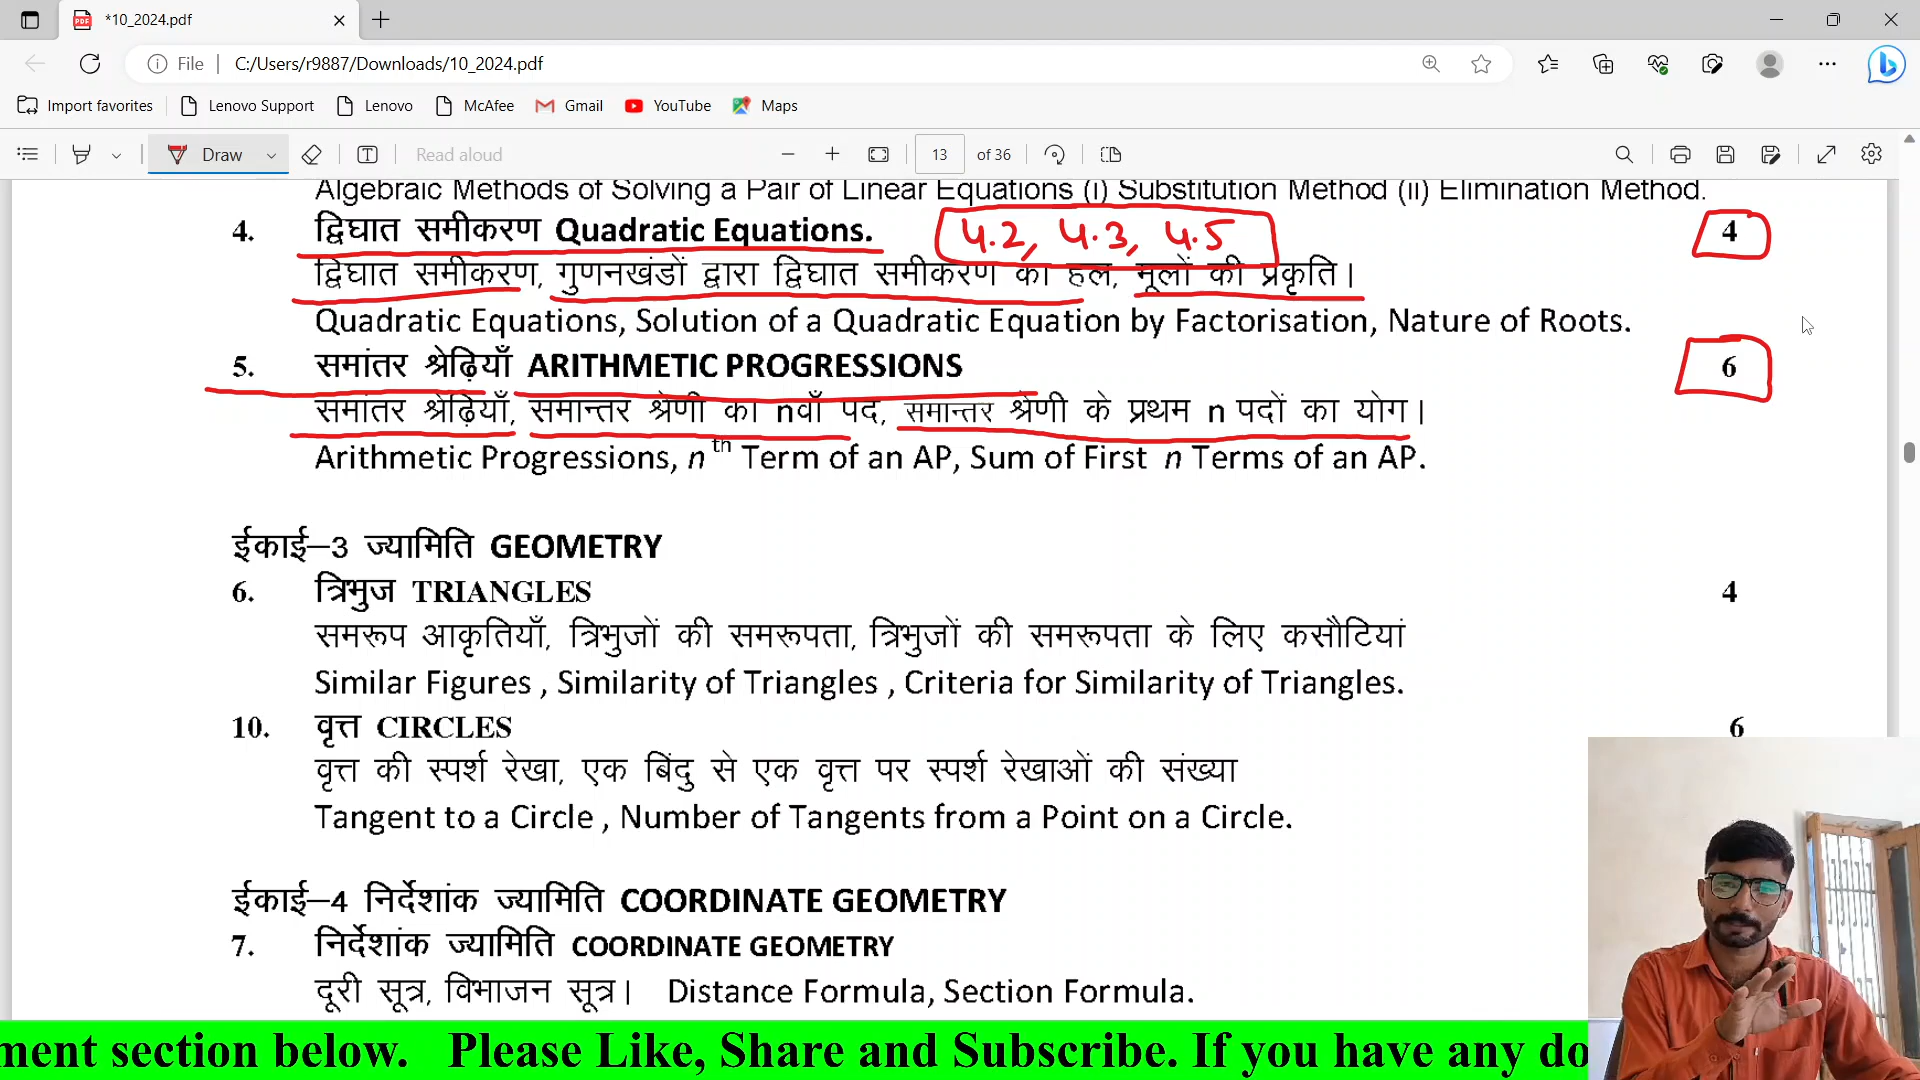 *10_2024.pdf
File C:/Users/r9887/Downloads/10_2024.pdf
Import favorites Lenovo Support Lenovo McAfee Gmail YouTube Maps
Draw Read aloud 13 of 36
Algebraic Methods of Solving a Pair of Linear Equations (i) Substitution Method (ii) Elimination Method.
4. द्विघात समीकरण Quadratic Equations. 4.2, 4.3, 4.5 4
द्विघात समीकरण, गुणनखंडों द्वारा द्विघात समीकरण का हल, मूलों की प्रकृति।
Quadratic Equations, Solution of a Quadratic Equation by Factorisation, Nature of Roots.
5. समांतर श्रेढ़ियाँ ARITHMETIC PROGRESSIONS 6
समांतर श्रेढ़ियाँ, समान्तर श्रेणी का nवाँ पद, समान्तर श्रेणी के प्रथम n पदों का योग।
Arithmetic Progressions, nth Term of an AP, Sum of First n Terms of an AP.
ईकाई–3 ज्यामिति GEOMETRY
6. त्रिभुज TRIANGLES 4
समरूप आकृतियाँ, त्रिभुजों की समरूपता, त्रिभुजों की समरूपता के लिए कसौटियां
Similar Figures , Similarity of Triangles , Criteria for Similarity of Triangles.
10. वृत्त CIRCLES 6
वृत्त की स्पर्श रेखा, एक बिंदु से एक वृत्त पर स्पर्श रेखाओं की संख्या
Tangent to a Circle , Number of Tangents from a Point on a Circle.
ईकाई–4 निर्देशांक ज्यामिति COORDINATE GEOMETRY
7. निर्देशांक ज्यामिति COORDINATE GEOMETRY
दूरी सूत्र, विभाजन सूत्र। Distance Formula, Section Formula.
ment section below. Please Like, Share and Subscribe. If you have any do